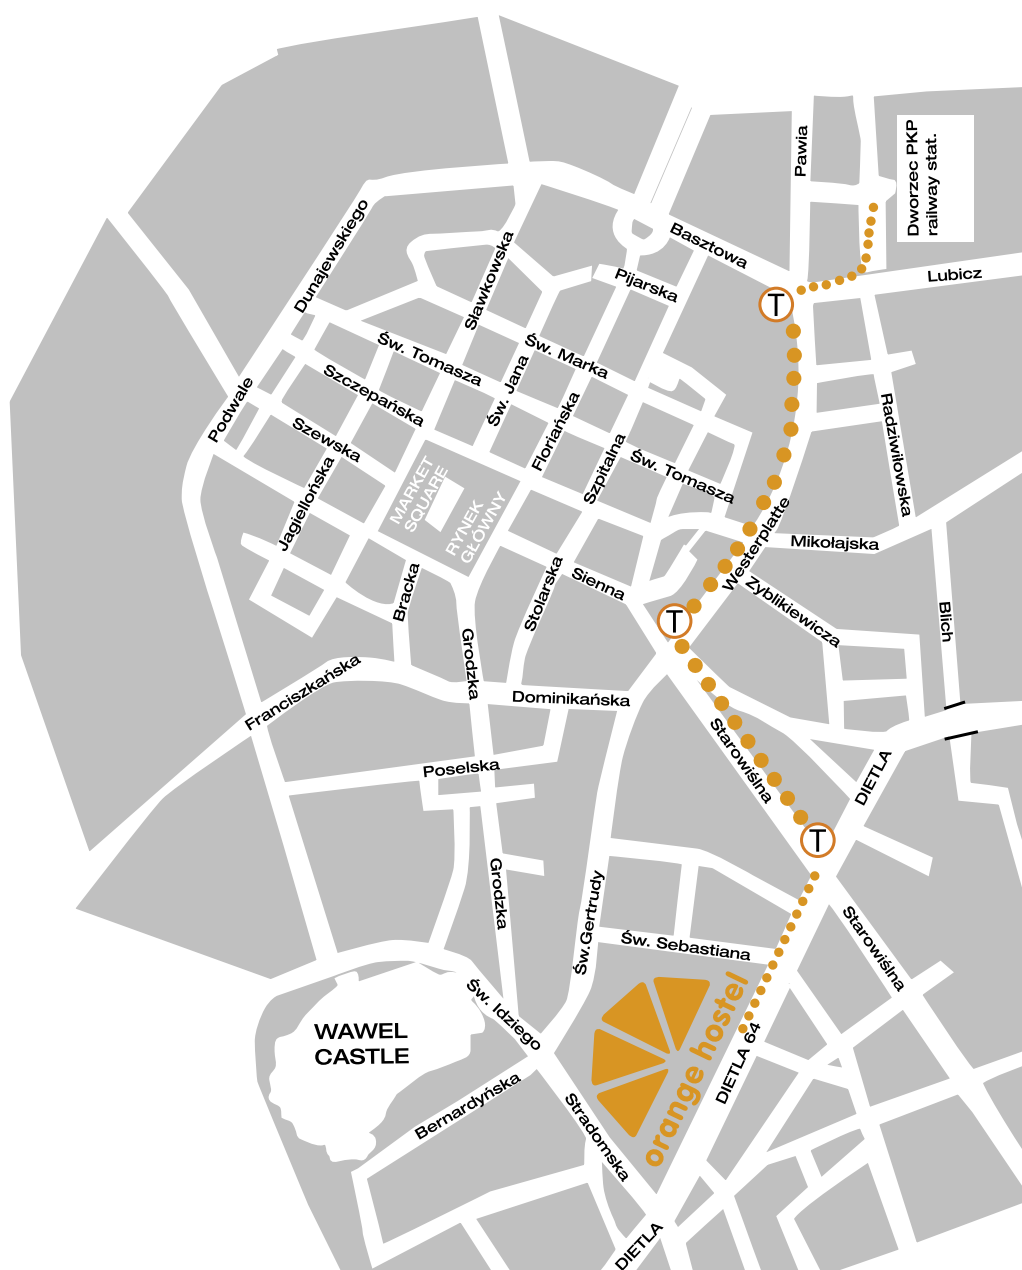 Pawia
Dworzec PKP
railway stat.
Basztowa
Lubicz
Dunajewskiego
Sławkowska
Pijarska
T
Św. Tomasza
Św. Marka
Św. Jana
Szczepańska
Podwale
Floriańska
Radziwiłowska
Szewska
Szpitalna
Św. Tomasza
Jagiellońska
MARKET
SQUARE
RYNEK
GŁÓWNY
Westerplatte
Mikołajska
Bracka
Stolarska
Sienna
Zyblikiewicza
Blich
T
Grodzka
Franciszkańska
Dominikańska
Starowiślna
Poselska
DIETLA
T
Grodzka
Św.Gertrudy
Starowiślna
Św. Sebastiana
Św. Idziego
WAWEL
CASTLE
orange hostel
DIETLA 64
Bernardyńska
Stradomska
DIETLA